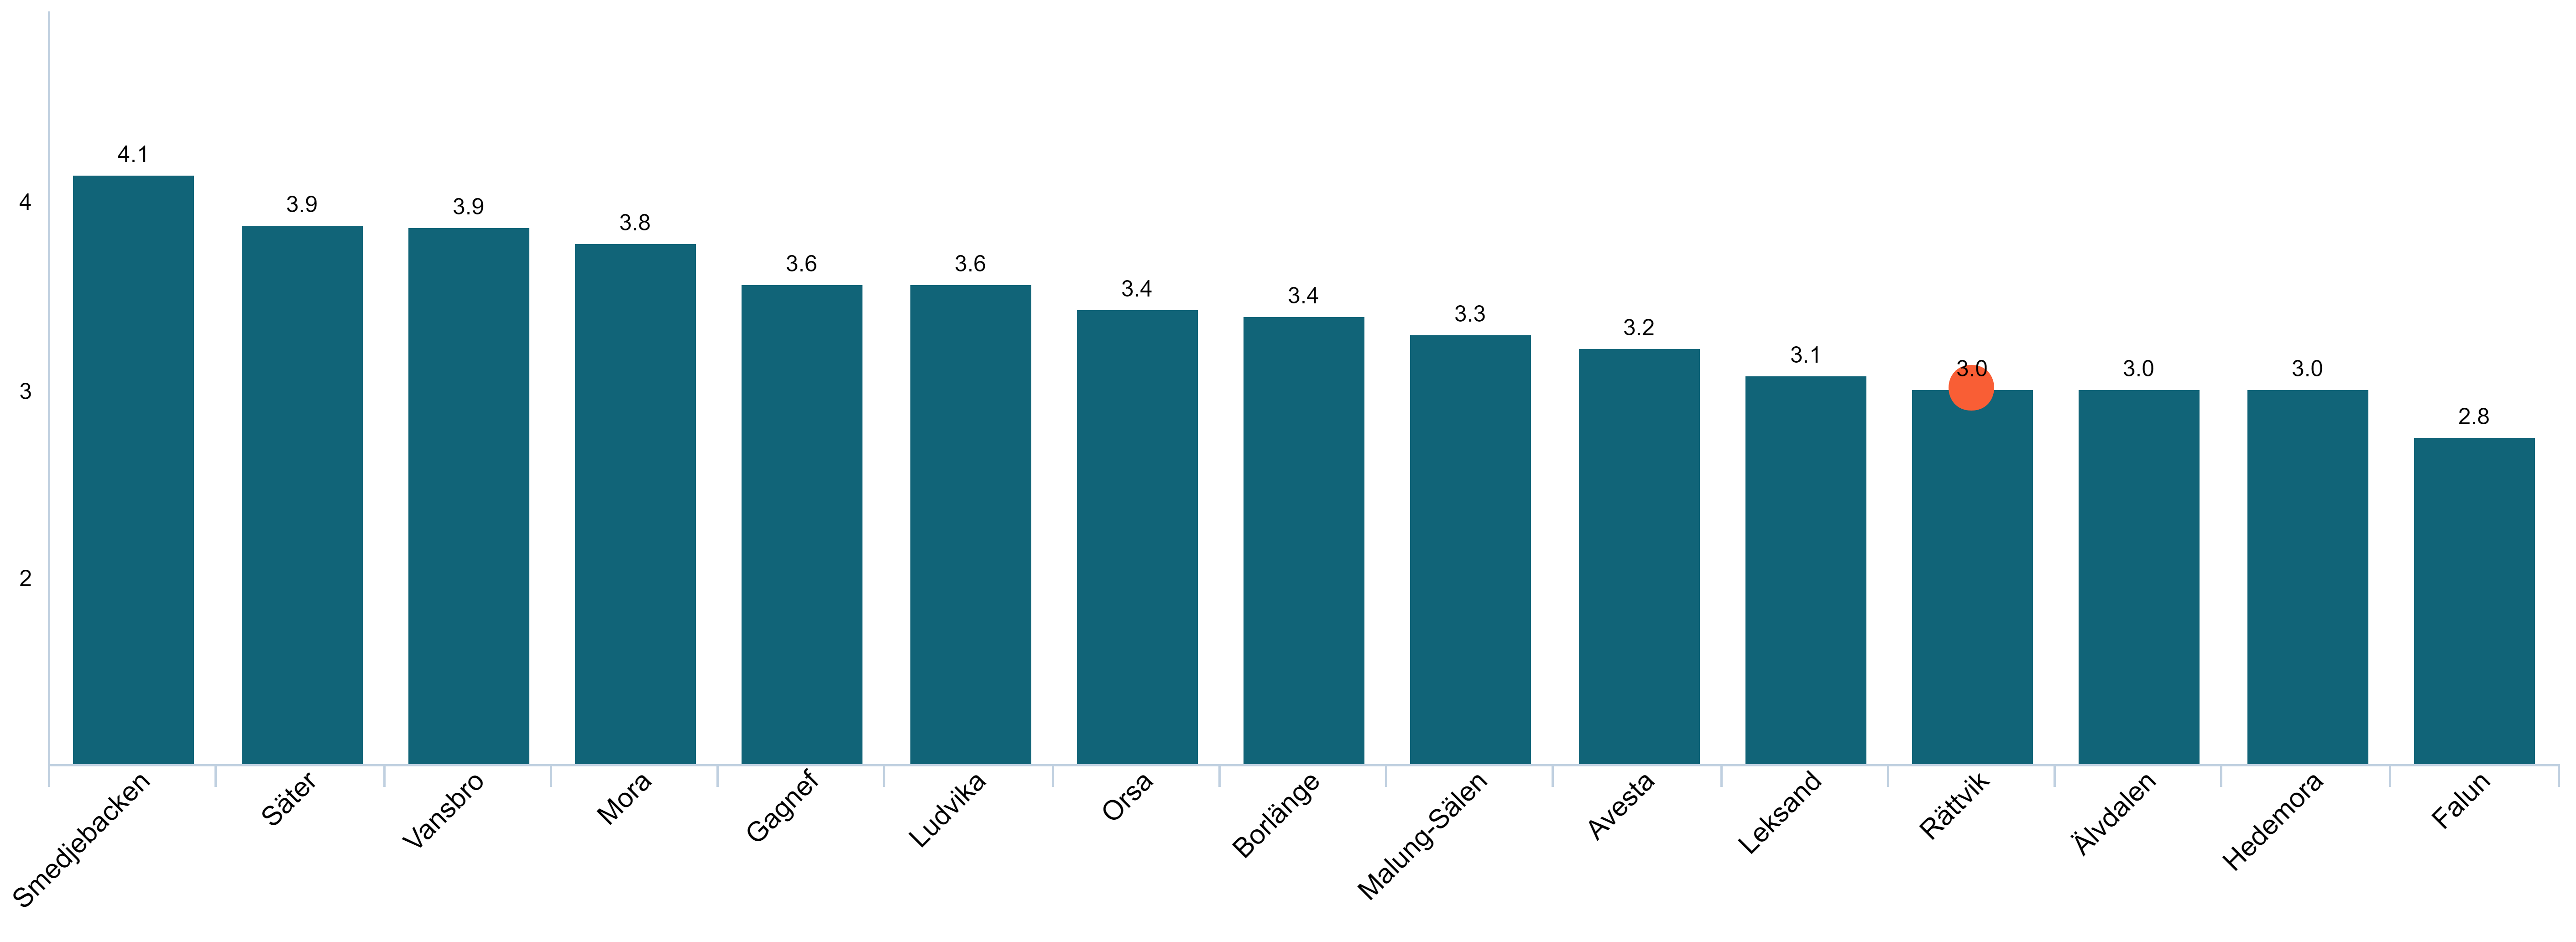 4.1
3.9
3.9
3.8
3.6
3.6
3.4
3.4
3.3
3.2
3.1
3.0
3.0
3.0
2.8
4
3
2
Smedjebacken
Säter
Vansbro
Mora
Gagnef
Ludvika
Orsa
Borlänge
Malung-Sälen
Avesta
Leksand
Rättvik
Älvdalen
Hedemora
Falun